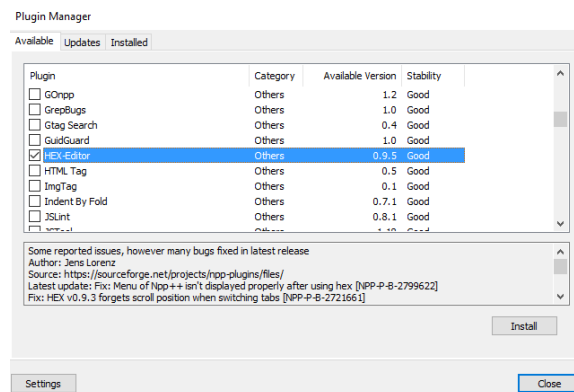 Plugin Manager
Available Updates Installed
Plugin Category Available Version Stability
GOnpp Others 1.2 Good
GrepBugs Others 1.0 Good
Gtag Search Others 0.4 Good
GuidGuard Others 1.0 Good
HEX-Editor Others 0.9.5 Good
HTML Tag Others 0.5 Good
ImgTag Others 0.1 Good
Indent By Fold Others 0.7.1 Good
JSLint Others 0.8.1 Good
JSTool Others 1.19 Good
Some reported issues, however many bugs fixed in latest release
Author: Jens Lorenz
Source: https://sourceforge.net/projects/npp-plugins/files/
Latest update: Fix: Menu of Npp++ isn't displayed properly after using hex [NPP-P-B-2799622]
Fix: HEX v0.9.3 forgets scroll position when switching tabs [NPP-P-B-2721661]
Install
Settings Close